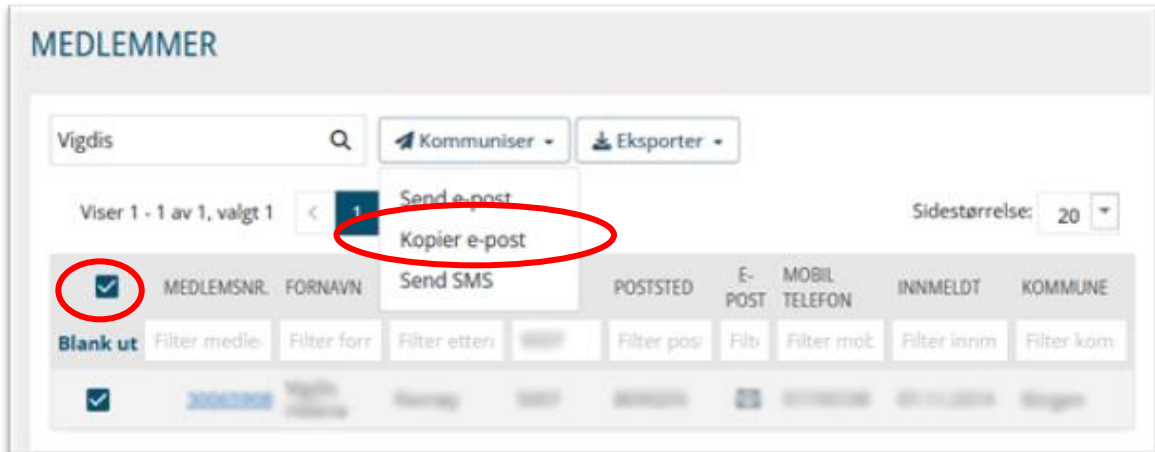 MEDLEMMER
Vigdis Kommuniser Eksporter
Send e-post
Viser 1 - 1 av 1, valgt 1 < 1 Sidestørrelse: 20
Kopier e-post
Send SMS
MEDLEMSNR. FORNAVN POSTSTED E-POST MOBIL TELEFON INNMELDT KOMMUNE
Blank ut Filter medle Filter forr Filter ettern Filter pos Filt Filter mob Filter innm Filter kom